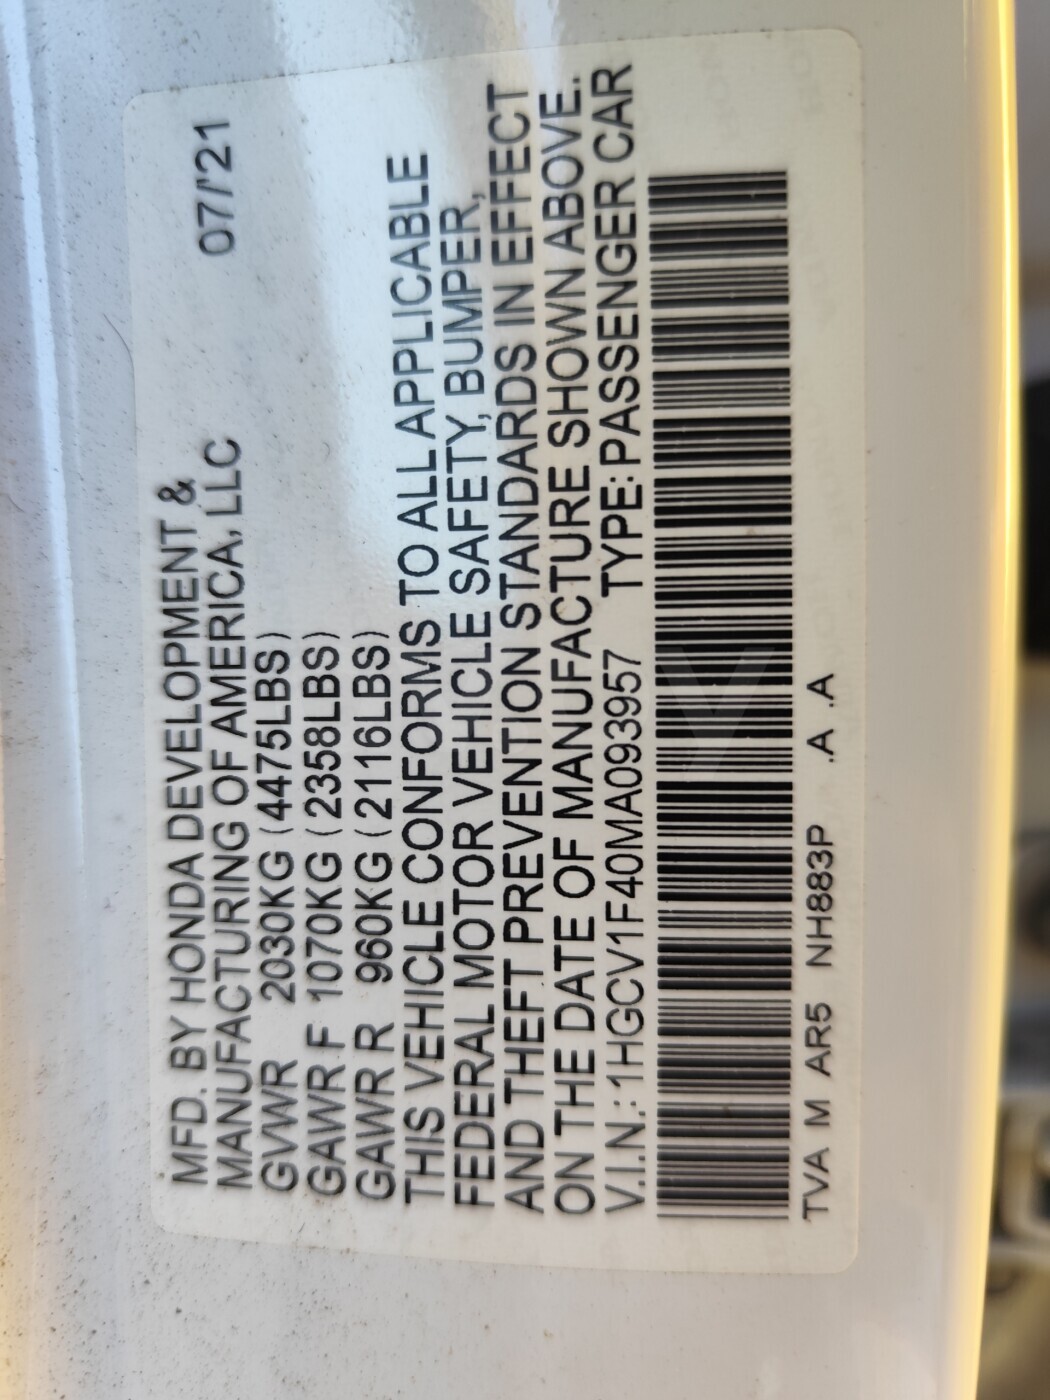 MFD. BY HONDA DEVELOPMENT &
MANUFACTURING OF AMERICA, LLC 07/'21
GVWR 2030KG (4475LBS)
GAWR F 1070KG (2358LBS)
GAWR R 960KG (2116LBS)
THIS VEHICLE CONFORMS TO ALL APPLICABLE
FEDERAL MOTOR VEHICLE SAFETY, BUMPER,
AND THEFT PREVENTION STANDARDS IN EFFECT
ON THE DATE OF MANUFACTURE SHOWN ABOVE.
V.I.N.: 1HGCV1F40MA093957 TYPE: PASSENGER CAR
TVA M AR5 NH883P .A .A